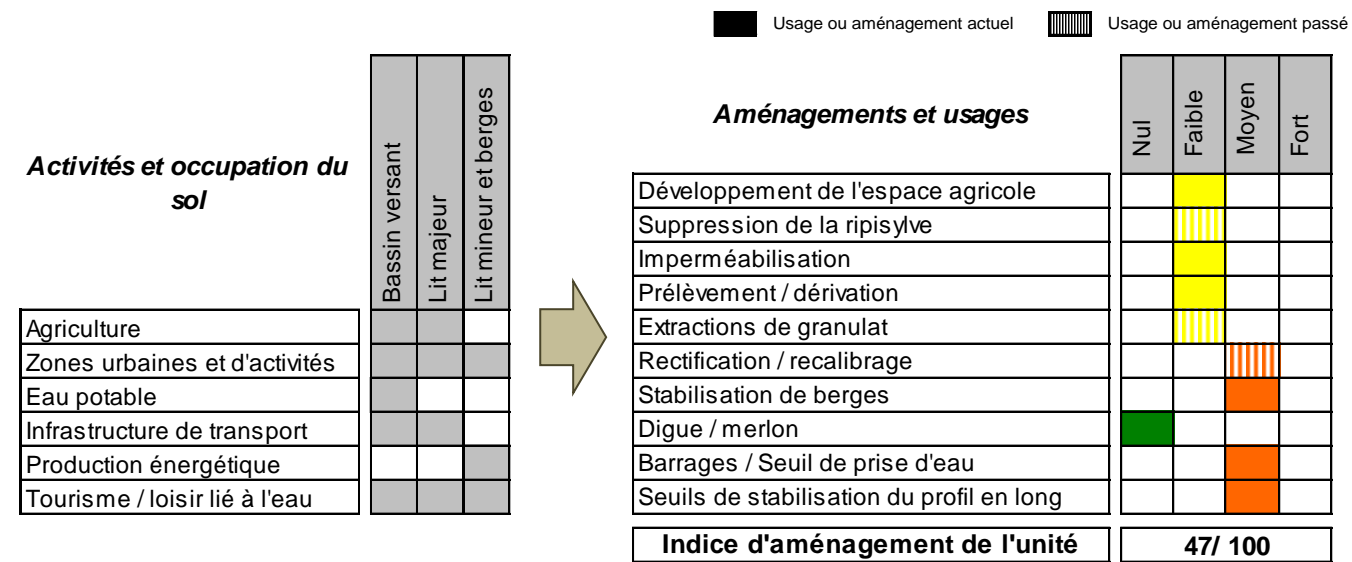 Usage ou aménagement actuel
Usage ou aménagement passé
Activités et occupation du
sol
Bassin versant
Lit majeur
Lit mineur et berges
Agriculture
Zones urbaines et d'activités
Eau potable
Infrastructure de transport
Production énergétique
Tourisme / loisir lié à l'eau
Aménagements et usages
Nul
Faible
Moyen
Fort
Développement de l'espace agricole
Suppression de la ripisylve
Imperméabilisation
Prélèvement / dérivation
Extractions de granulat
Rectification / recalibrage
Stabilisation de berges
Digue / merlon
Barrages / Seuil de prise d'eau
Seuils de stabilisation du profil en long
Indice d'aménagement de l'unité
47/ 100